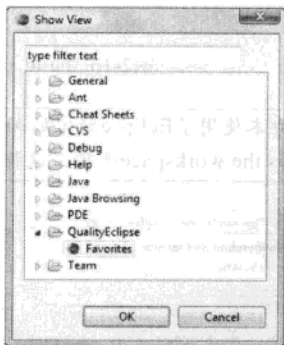 Show View
type filter text
General
Ant
Cheat Sheets
CVS
Debug
Help
Java
Java Browsing
PDE
QualityEclipse
Favorites
Team
OK
Cancel